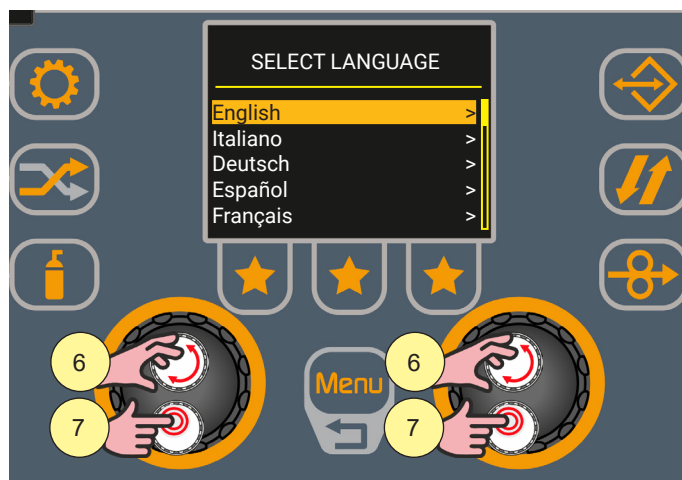 SELECT LANGUAGE
English >
Italiano >
Deutsch >
Español >
Français >
6
7
Menu
6
7